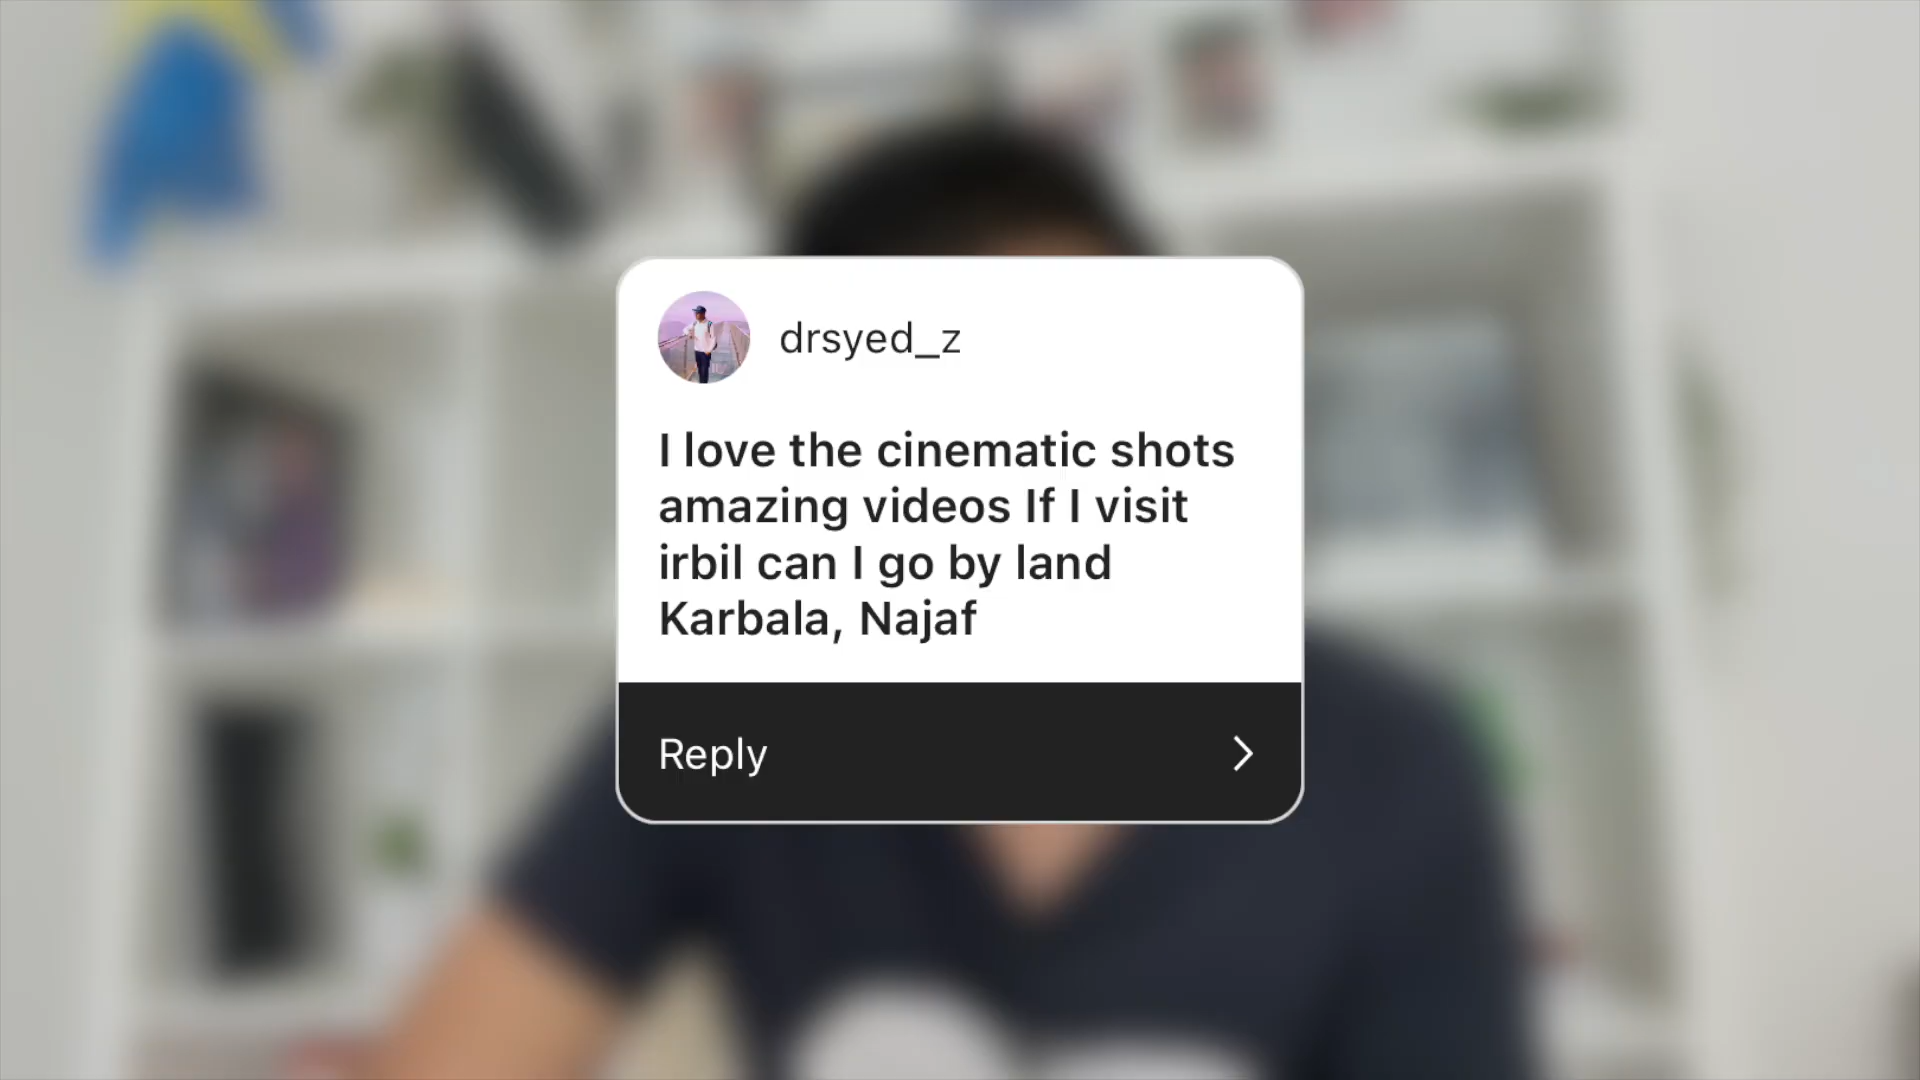 drsyed_z
I love the cinematic shots
amazing videos If I visit
irbil can I go by land
Karbala, Najaf
Reply